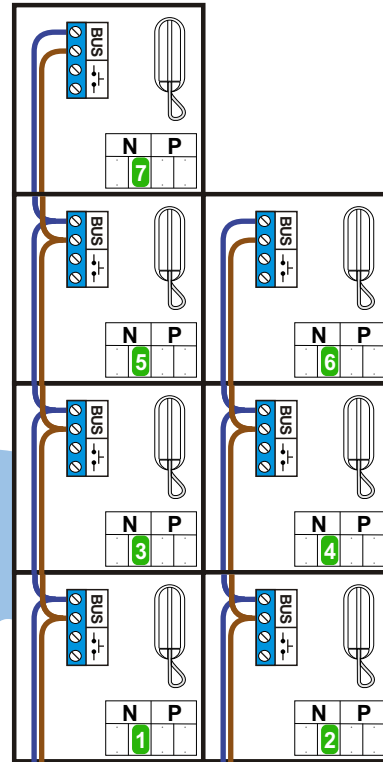 BUS
N P
7
BUS BUS
N P N P
5 6
BUS BUS
N P N P
3 4
BUS BUS
N P N P
1 2